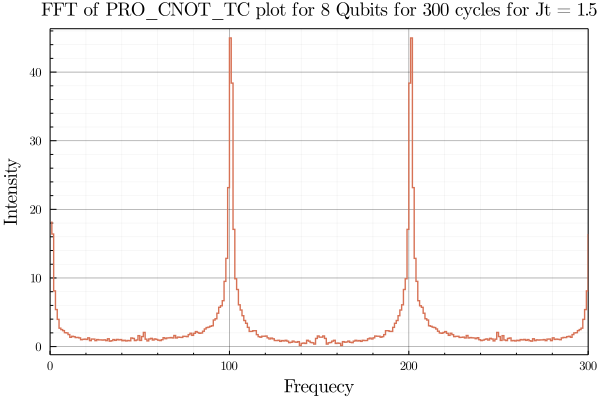 FFT of PRO_CNOT_TC plot for 8 Qubits for 300 cycles for Jt = 1.5
Intensity
40
30
20
10
0
0 100 200 300
Frequecy